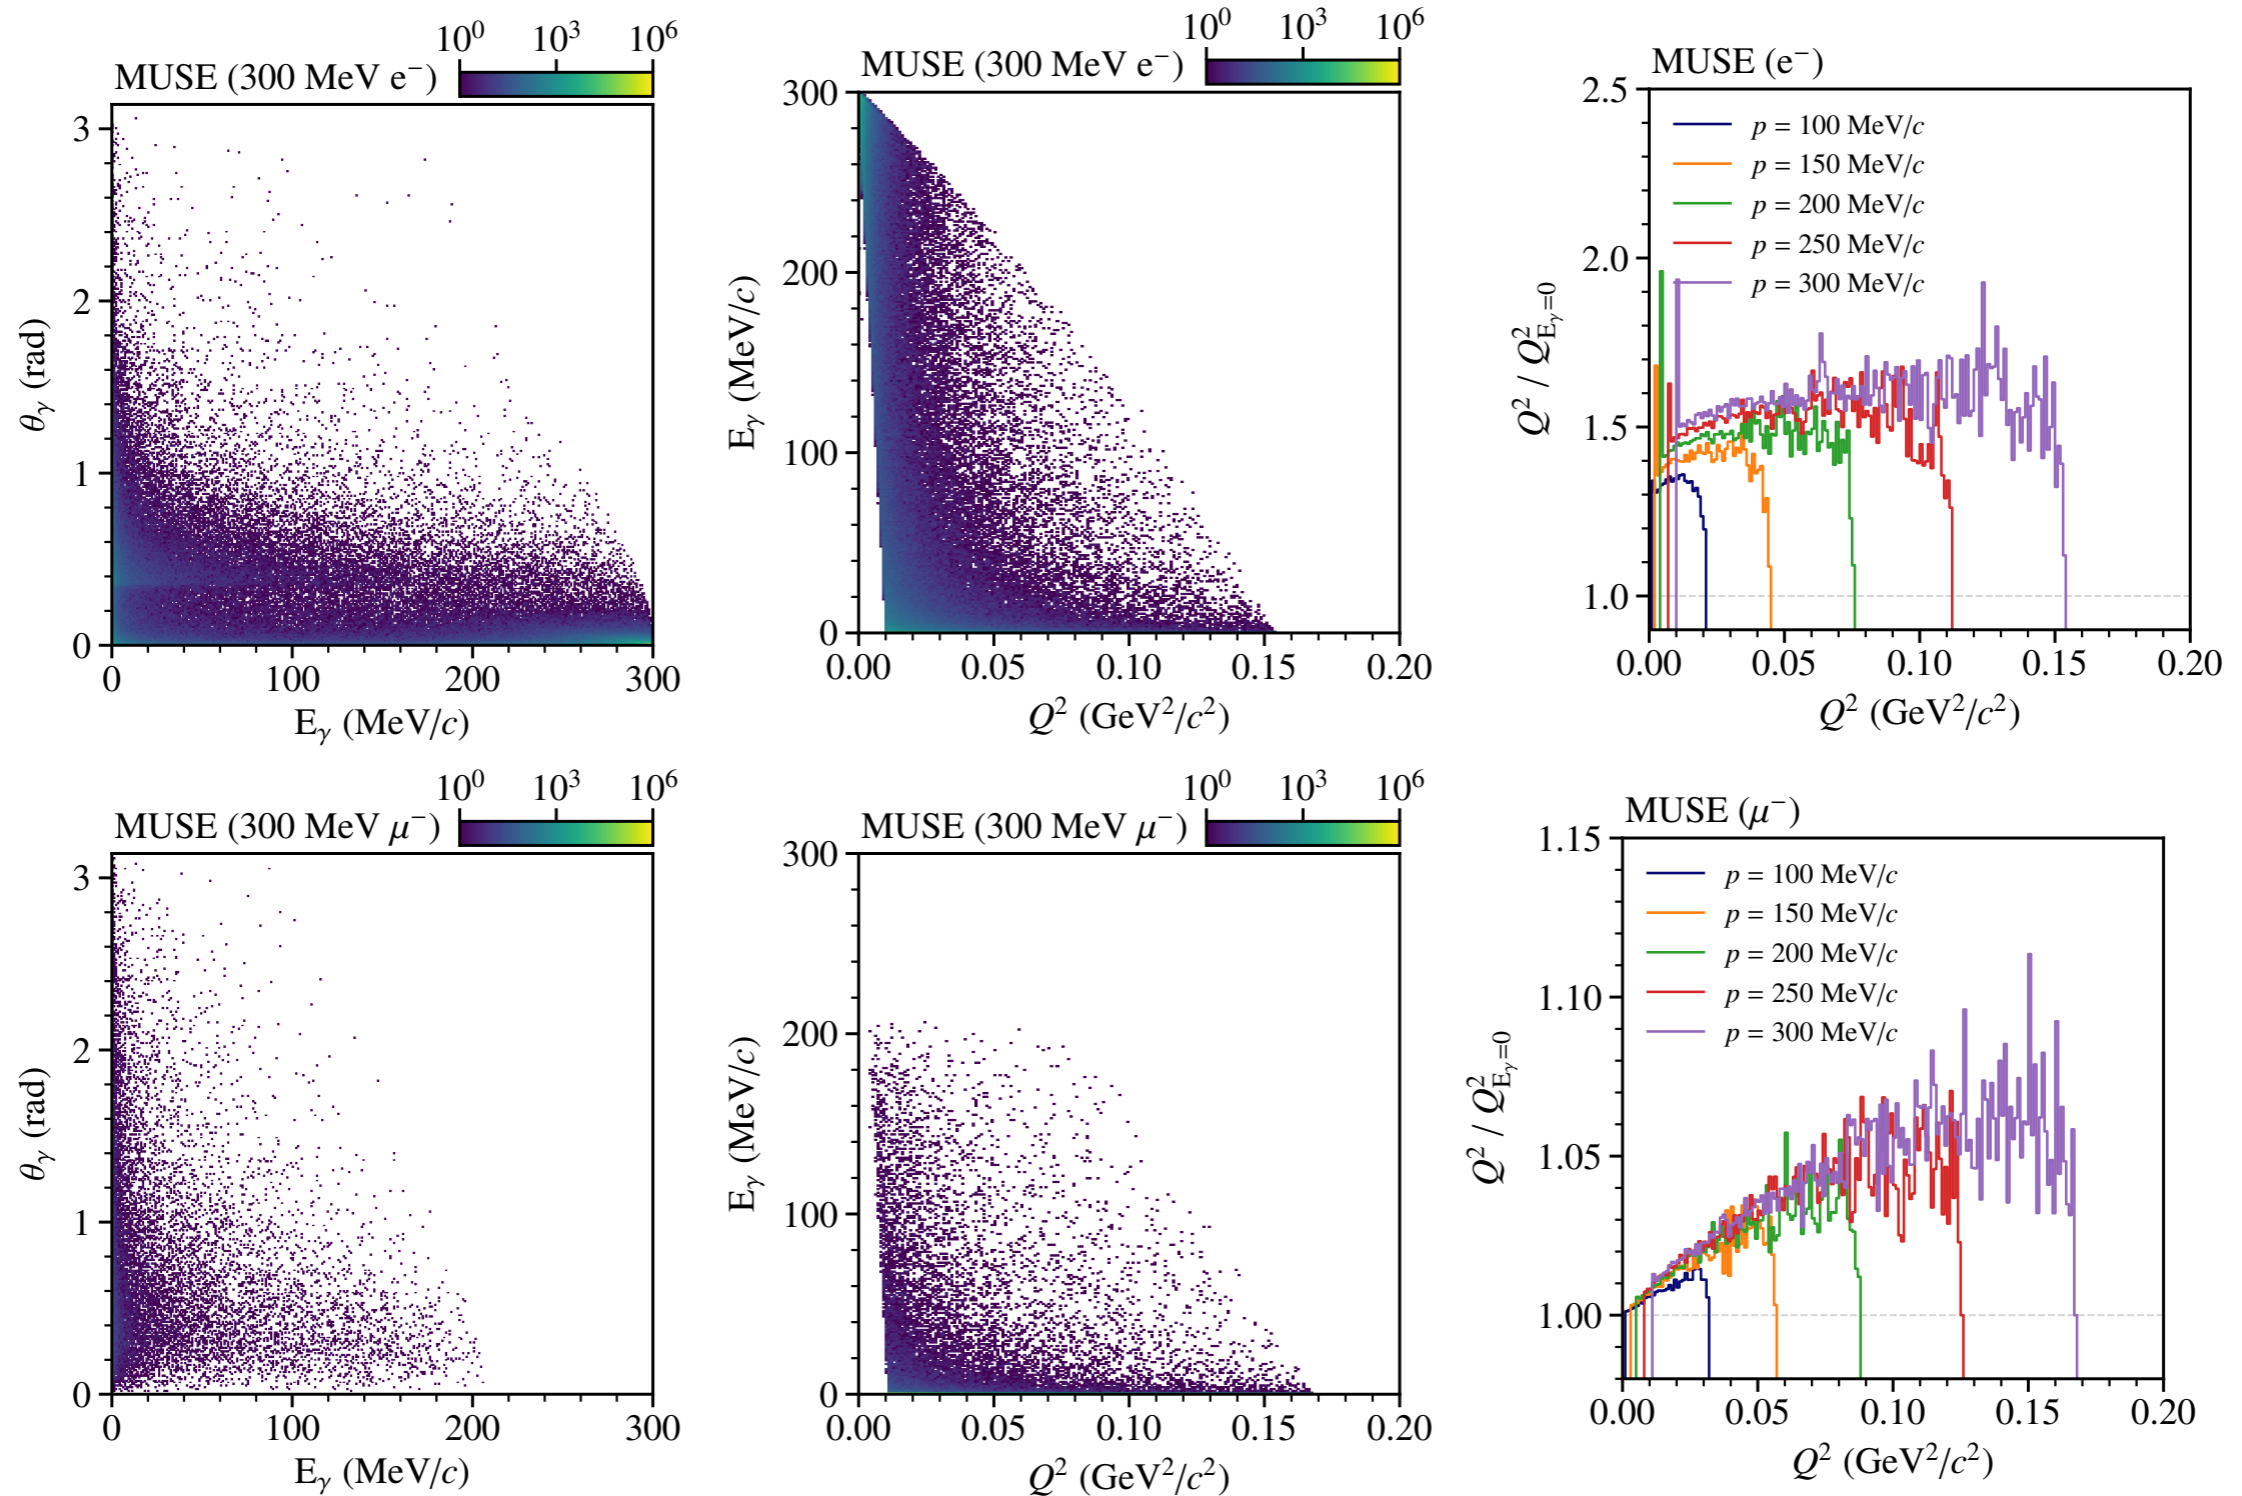 10⁰ 10³ 10⁶
MUSE (300 MeV e⁻)
3
2
1
0
θγ (rad)
0 100 200 300
Eγ (MeV/c)
10⁰ 10³ 10⁶
MUSE (300 MeV e⁻)
300
200
100
0
Eγ (MeV/c)
0.00 0.05 0.10 0.15 0.20
Q² (GeV²/c²)
MUSE (e⁻)
2.5
2.0
1.5
1.0
Q² / Q²Eγ=0
p = 100 MeV/c
p = 150 MeV/c
p = 200 MeV/c
p = 250 MeV/c
p = 300 MeV/c
0.00 0.05 0.10 0.15 0.20
Q² (GeV²/c²)
10⁰ 10³ 10⁶
MUSE (300 MeV μ⁻)
3
2
1
0
θγ (rad)
0 100 200 300
Eγ (MeV/c)
10⁰ 10³ 10⁶
MUSE (300 MeV μ⁻)
300
200
100
0
Eγ (MeV/c)
0.00 0.05 0.10 0.15 0.20
Q² (GeV²/c²)
MUSE (μ⁻)
1.15
1.10
1.05
1.00
Q² / Q²Eγ=0
p = 100 MeV/c
p = 150 MeV/c
p = 200 MeV/c
p = 250 MeV/c
p = 300 MeV/c
0.00 0.05 0.10 0.15 0.20
Q² (GeV²/c²)